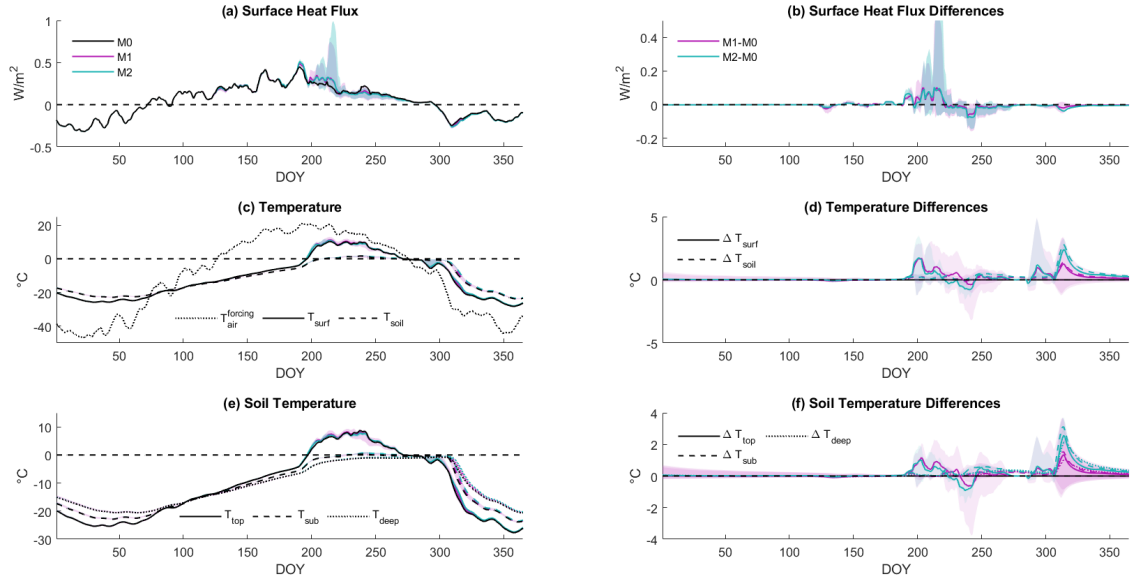 (a) Surface Heat Flux
1
0.5
0
-0.5
W/m²
M0
M1
M2
50 100 150 200 250 300 350
DOY
(b) Surface Heat Flux Differences
0.4
0.2
0
-0.2
W/m²
M1-M0
M2-M0
50 100 150 200 250 300 350
DOY
(c) Temperature
20
0
-20
-40
°C
T_air^forcing T_surf T_soil
50 100 150 200 250 300 350
DOY
(d) Temperature Differences
5
0
-5
°C
Δ T_surf
Δ T_soil
50 100 150 200 250 300 350
DOY
(e) Soil Temperature
10
0
-10
-20
-30
°C
T_top T_sub T_deep
50 100 150 200 250 300 350
DOY
(f) Soil Temperature Differences
4
2
0
-2
-4
°C
Δ T_top Δ T_deep
Δ T_sub
50 100 150 200 250 300 350
DOY